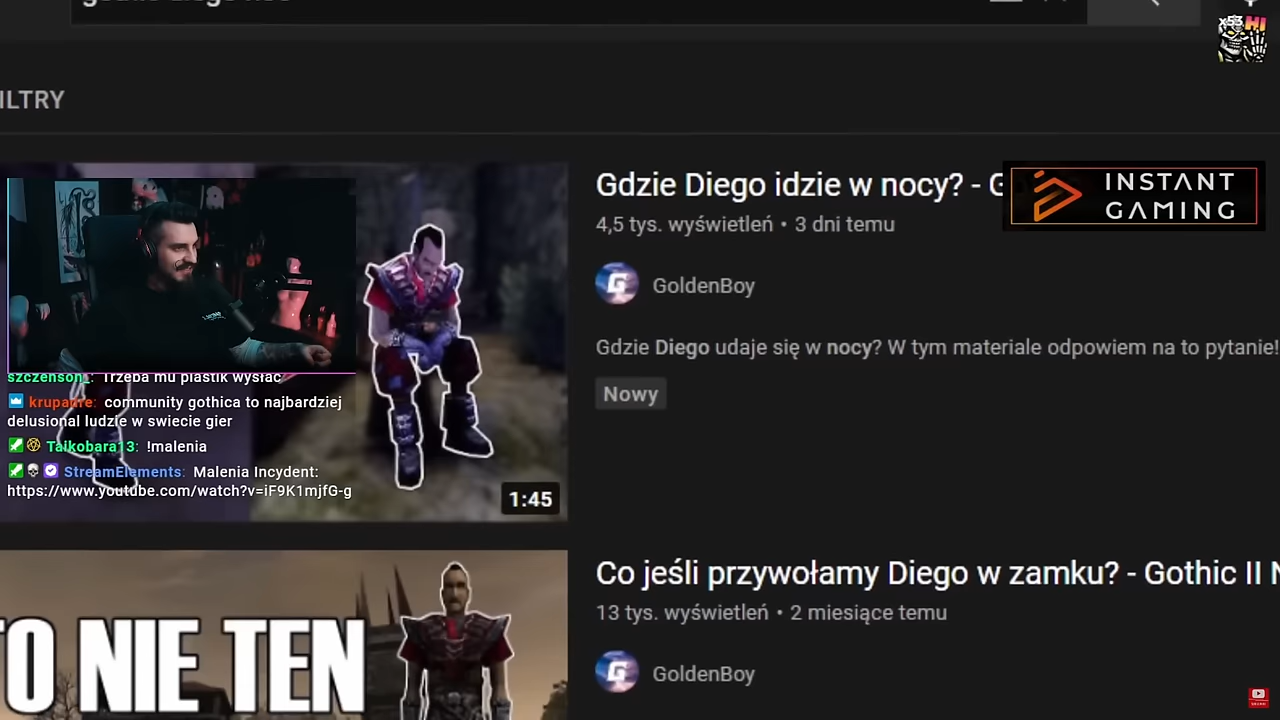 x53 HI
ILTRY
Gdzie Diego idzie w nocy? - G
INSTANT
GAMING
4,5 tys. wyświetleń • 3 dni temu
GoldenBoy
Gdzie Diego udaje się w nocy? W tym materiale odpowiem na to pytanie!
Nowy
szczenson_: Trzeba mu plastik wysłać
community gothica to najbardziej
delusional ludzie w swiecie gier
Taikobara13: !malenia
StreamElements: Malenia Incydent:
https://www.youtube.com/watch?v=iF9K1mjfG-g
1:45
Co jeśli przywołamy Diego w zamku? - Gothic II N
13 tys. wyświetleń • 2 miesiące temu
GoldenBoy
O NIE TEN